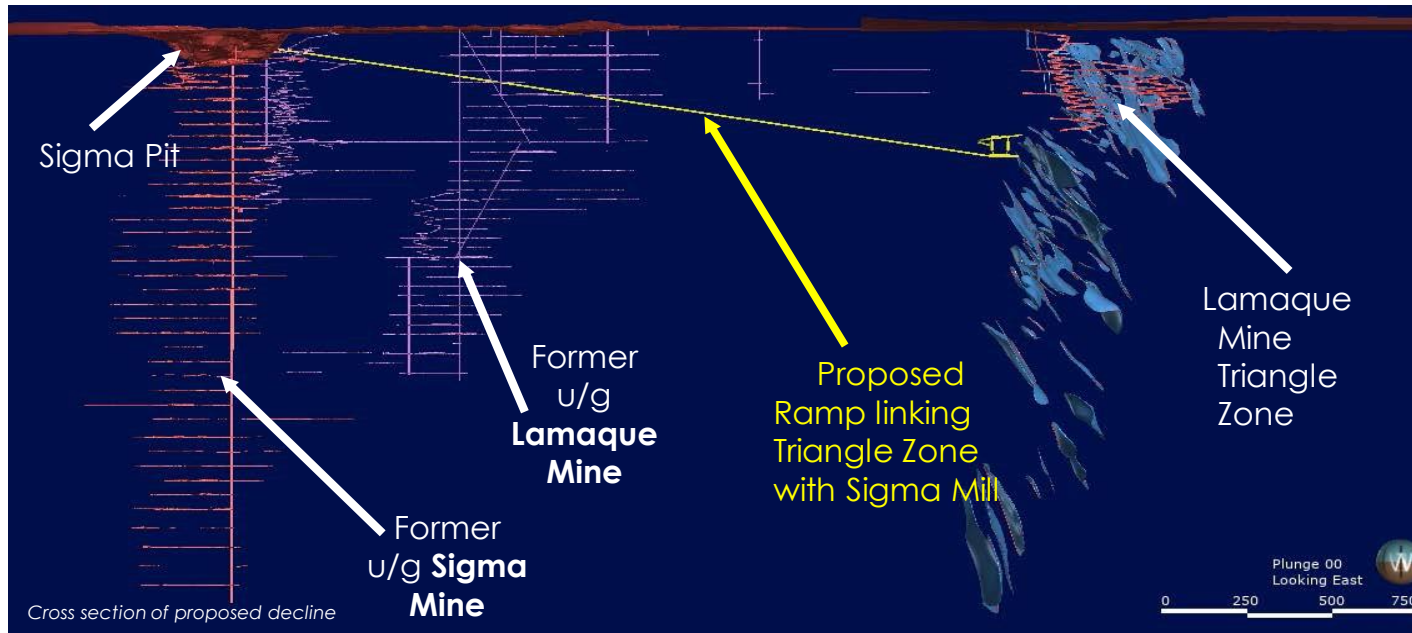 Sigma Pit
Former
u/g
Lamaque
Mine
Former
u/g Sigma
Mine
Proposed
Ramp linking
Triangle Zone
with Sigma Mill
Lamaque
Mine
Triangle
Zone
Cross section of proposed decline
Plunge 00
Looking East
W
0 250 500 750